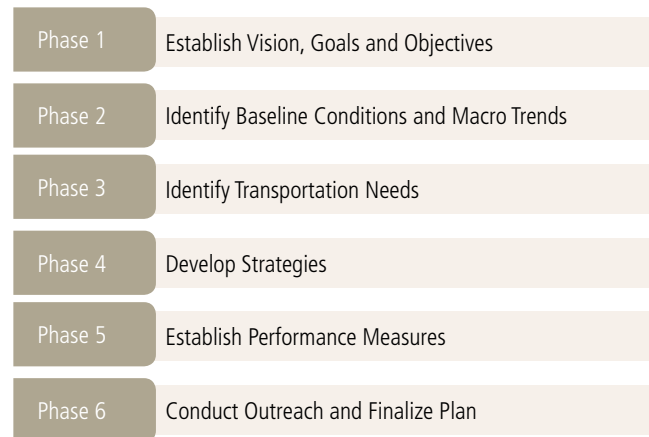 Phase 1 Establish Vision, Goals and Objectives
Phase 2 Identify Baseline Conditions and Macro Trends
Phase 3 Identify Transportation Needs
Phase 4 Develop Strategies
Phase 5 Establish Performance Measures
Phase 6 Conduct Outreach and Finalize Plan